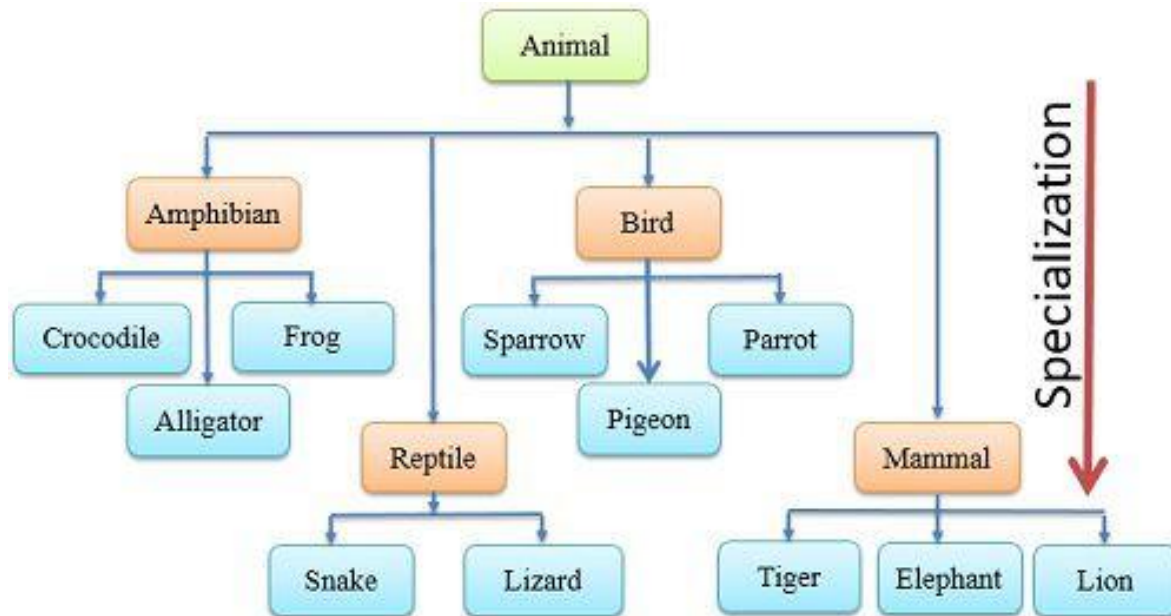 Animal
Specialization
Amphibian
Bird
Crocodile
Frog
Sparrow
Parrot
Alligator
Pigeon
Reptile
Mammal
Snake
Lizard
Tiger
Elephant
Lion